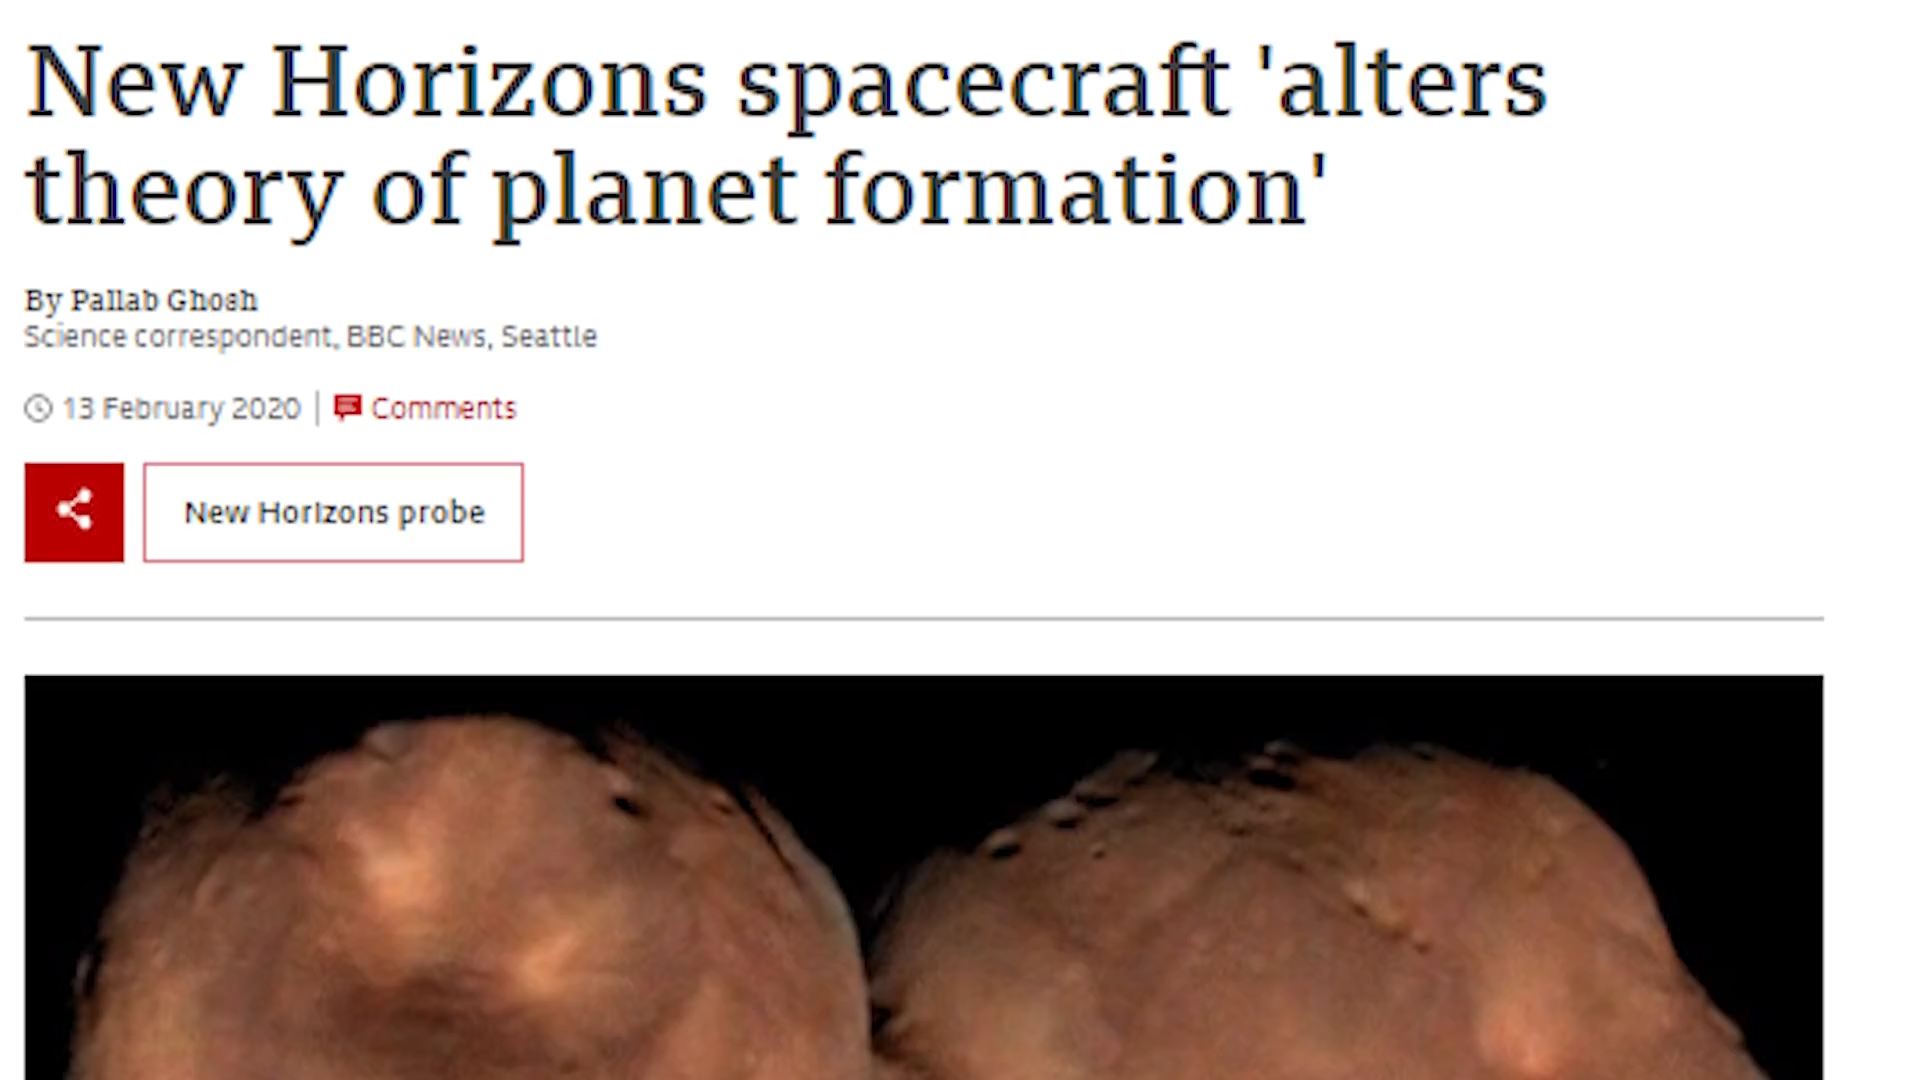 New Horizons spacecraft 'alters
theory of planet formation'
By Pallab Ghosh
Science correspondent, BBC News, Seattle
13 February 2020 | Comments
New Horizons probe